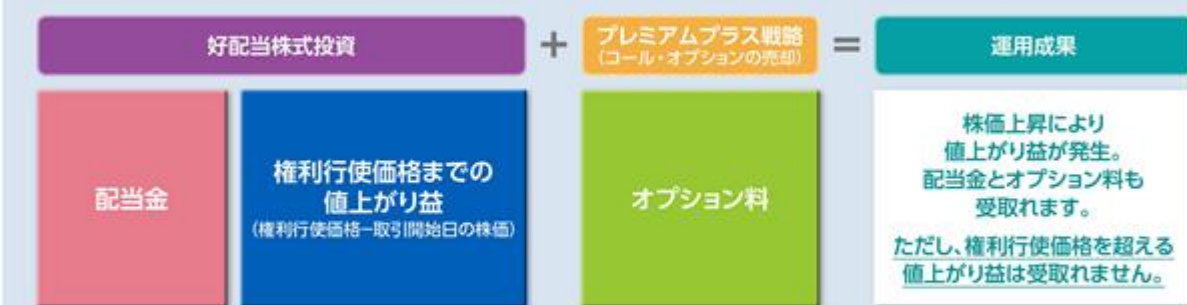 好配当株式投資
+
プレミアムプラス戦略
(コール・オプションの売却)
=
運用成果
配当金
権利行使価格までの
値上がり益
(権利行使価格−取引開始日の株価)
オプション料
株価上昇により
値上がり益が発生。
配当金とオプション料も
受取れます。
ただし、権利行使価格を超える
値上がり益は受取れません。